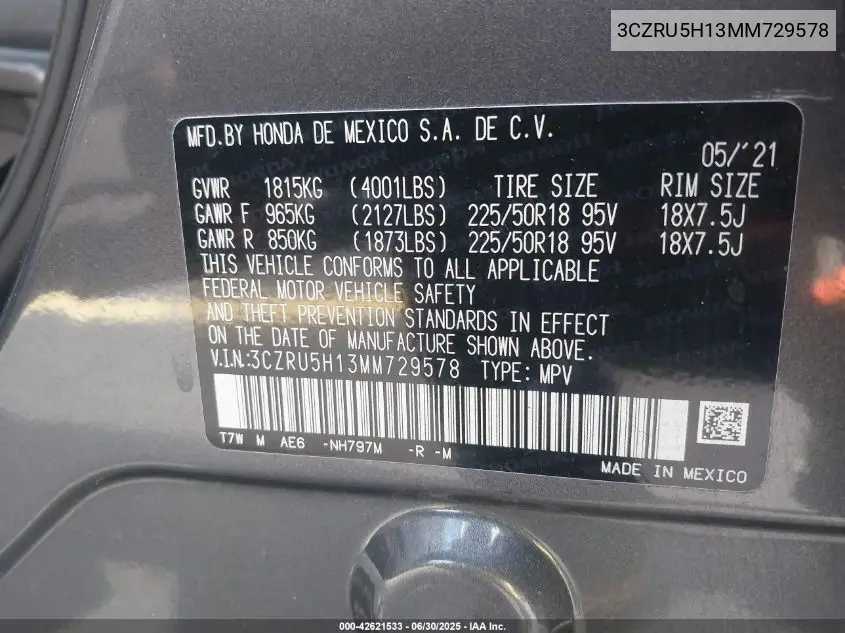 3CZRU5H13MM729578
MFD.BY HONDA DE MEXICO S.A. DE C.V.
05/'21
GVWR 1815KG (4001LBS) TIRE SIZE RIM SIZE
GAWR F 965KG (2127LBS) 225/50R18 95V 18X7.5J
GAWR R 850KG (1873LBS) 225/50R18 95V 18X7.5J
THIS VEHICLE CONFORMS TO ALL APPLICABLE
FEDERAL MOTOR VEHICLE SAFETY
AND THEFT PREVENTION STANDARDS IN EFFECT
ON THE DATE OF MANUFACTURE SHOWN ABOVE.
V.I.N.:3CZRU5H13MM729578 TYPE: MPV
T7W M AE6 -NH797M -R -M
MADE IN MEXICO
000-42621533 - 06/30/2025 - IAA Inc.